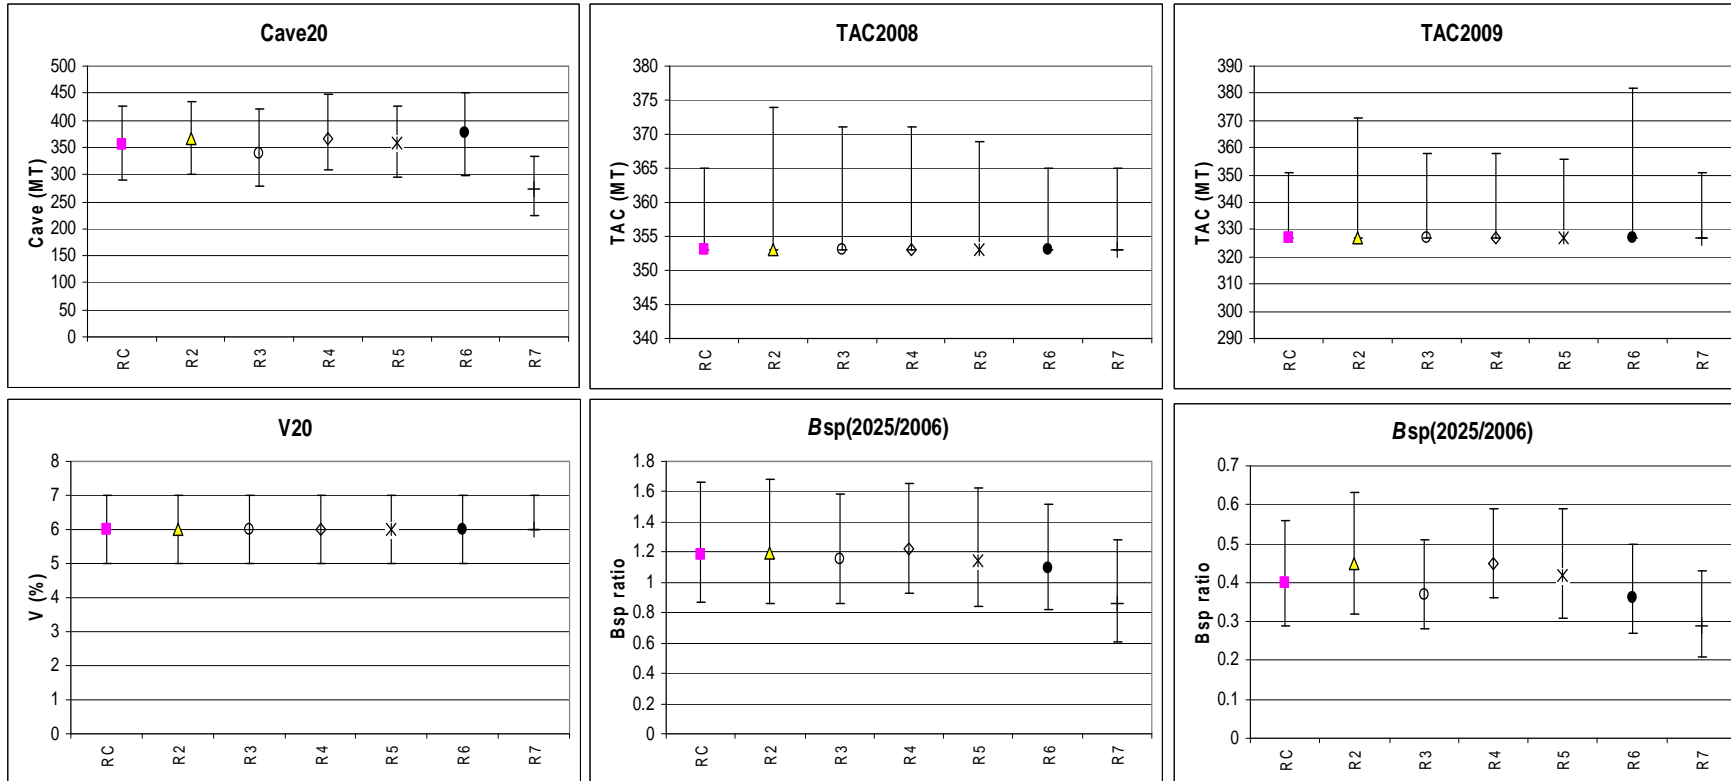 Cave20
Cave (MT)
500
450
400
350
300
250
200
150
100
50
0
RC
R2
R3
R4
R5
R6
R7
TAC2008
TAC (MT)
380
375
370
365
360
355
350
345
340
RC
R2
R3
R4
R5
R6
R7
TAC2009
TAC (MT)
390
380
370
360
350
340
330
320
310
300
290
RC
R2
R3
R4
R5
R6
R7
V20
V (%)
8
7
6
5
4
3
2
1
0
RC
R2
R3
R4
R5
R6
R7
Bsp(2025/2006)
Bsp ratio
1.8
1.6
1.4
1.2
1
0.8
0.6
0.4
0.2
0
RC
R2
R3
R4
R5
R6
R7
Bsp(2025/2006)
Bsp ratio
0.7
0.6
0.5
0.4
0.3
0.2
0.1
0
RC
R2
R3
R4
R5
R6
R7